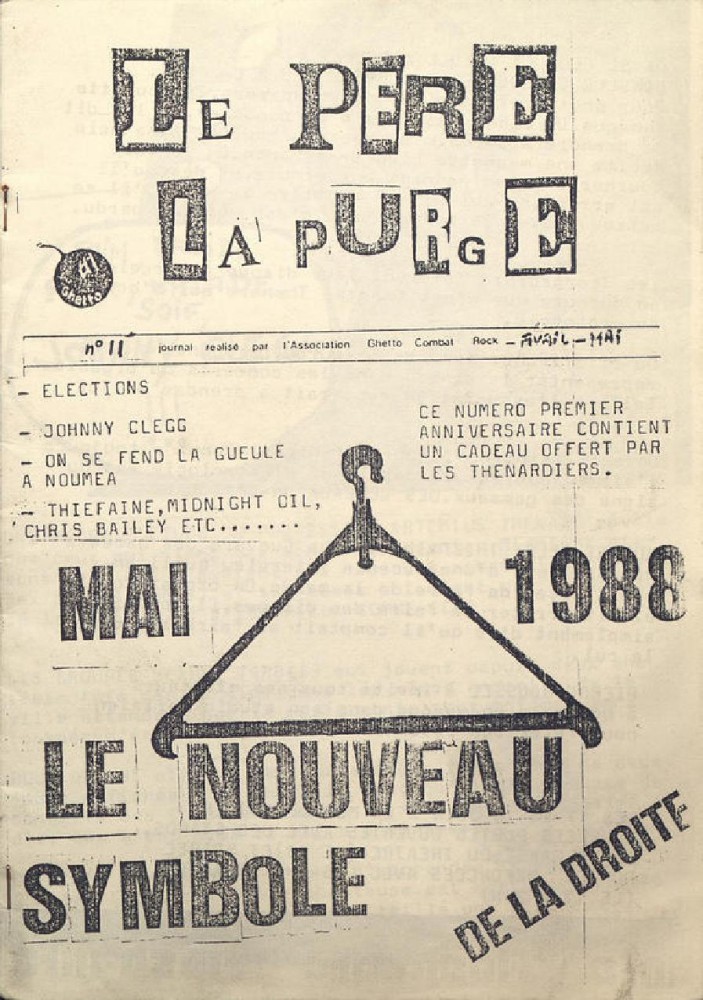 LE PERE
LA PURGE
Ghetto
n° 11 journal realisé par l'Association Ghetto Combat Rock - AVRIL - MAI
- ELECTIONS
- JOHNNY CLEGG
- ON SE FEND LA GUEULE
A NOUMEA
- THIEFAINE, MIDNIGHT OIL,
CHRIS BAILEY ETC.......
CE NUMERO PREMIER
ANNIVERSAIRE CONTIENT
UN CADEAU OFFERT PAR
LES THENARDIERS.
MAI 1988
LE NOUVEAU
SYMBOLE
DE LA DROITE